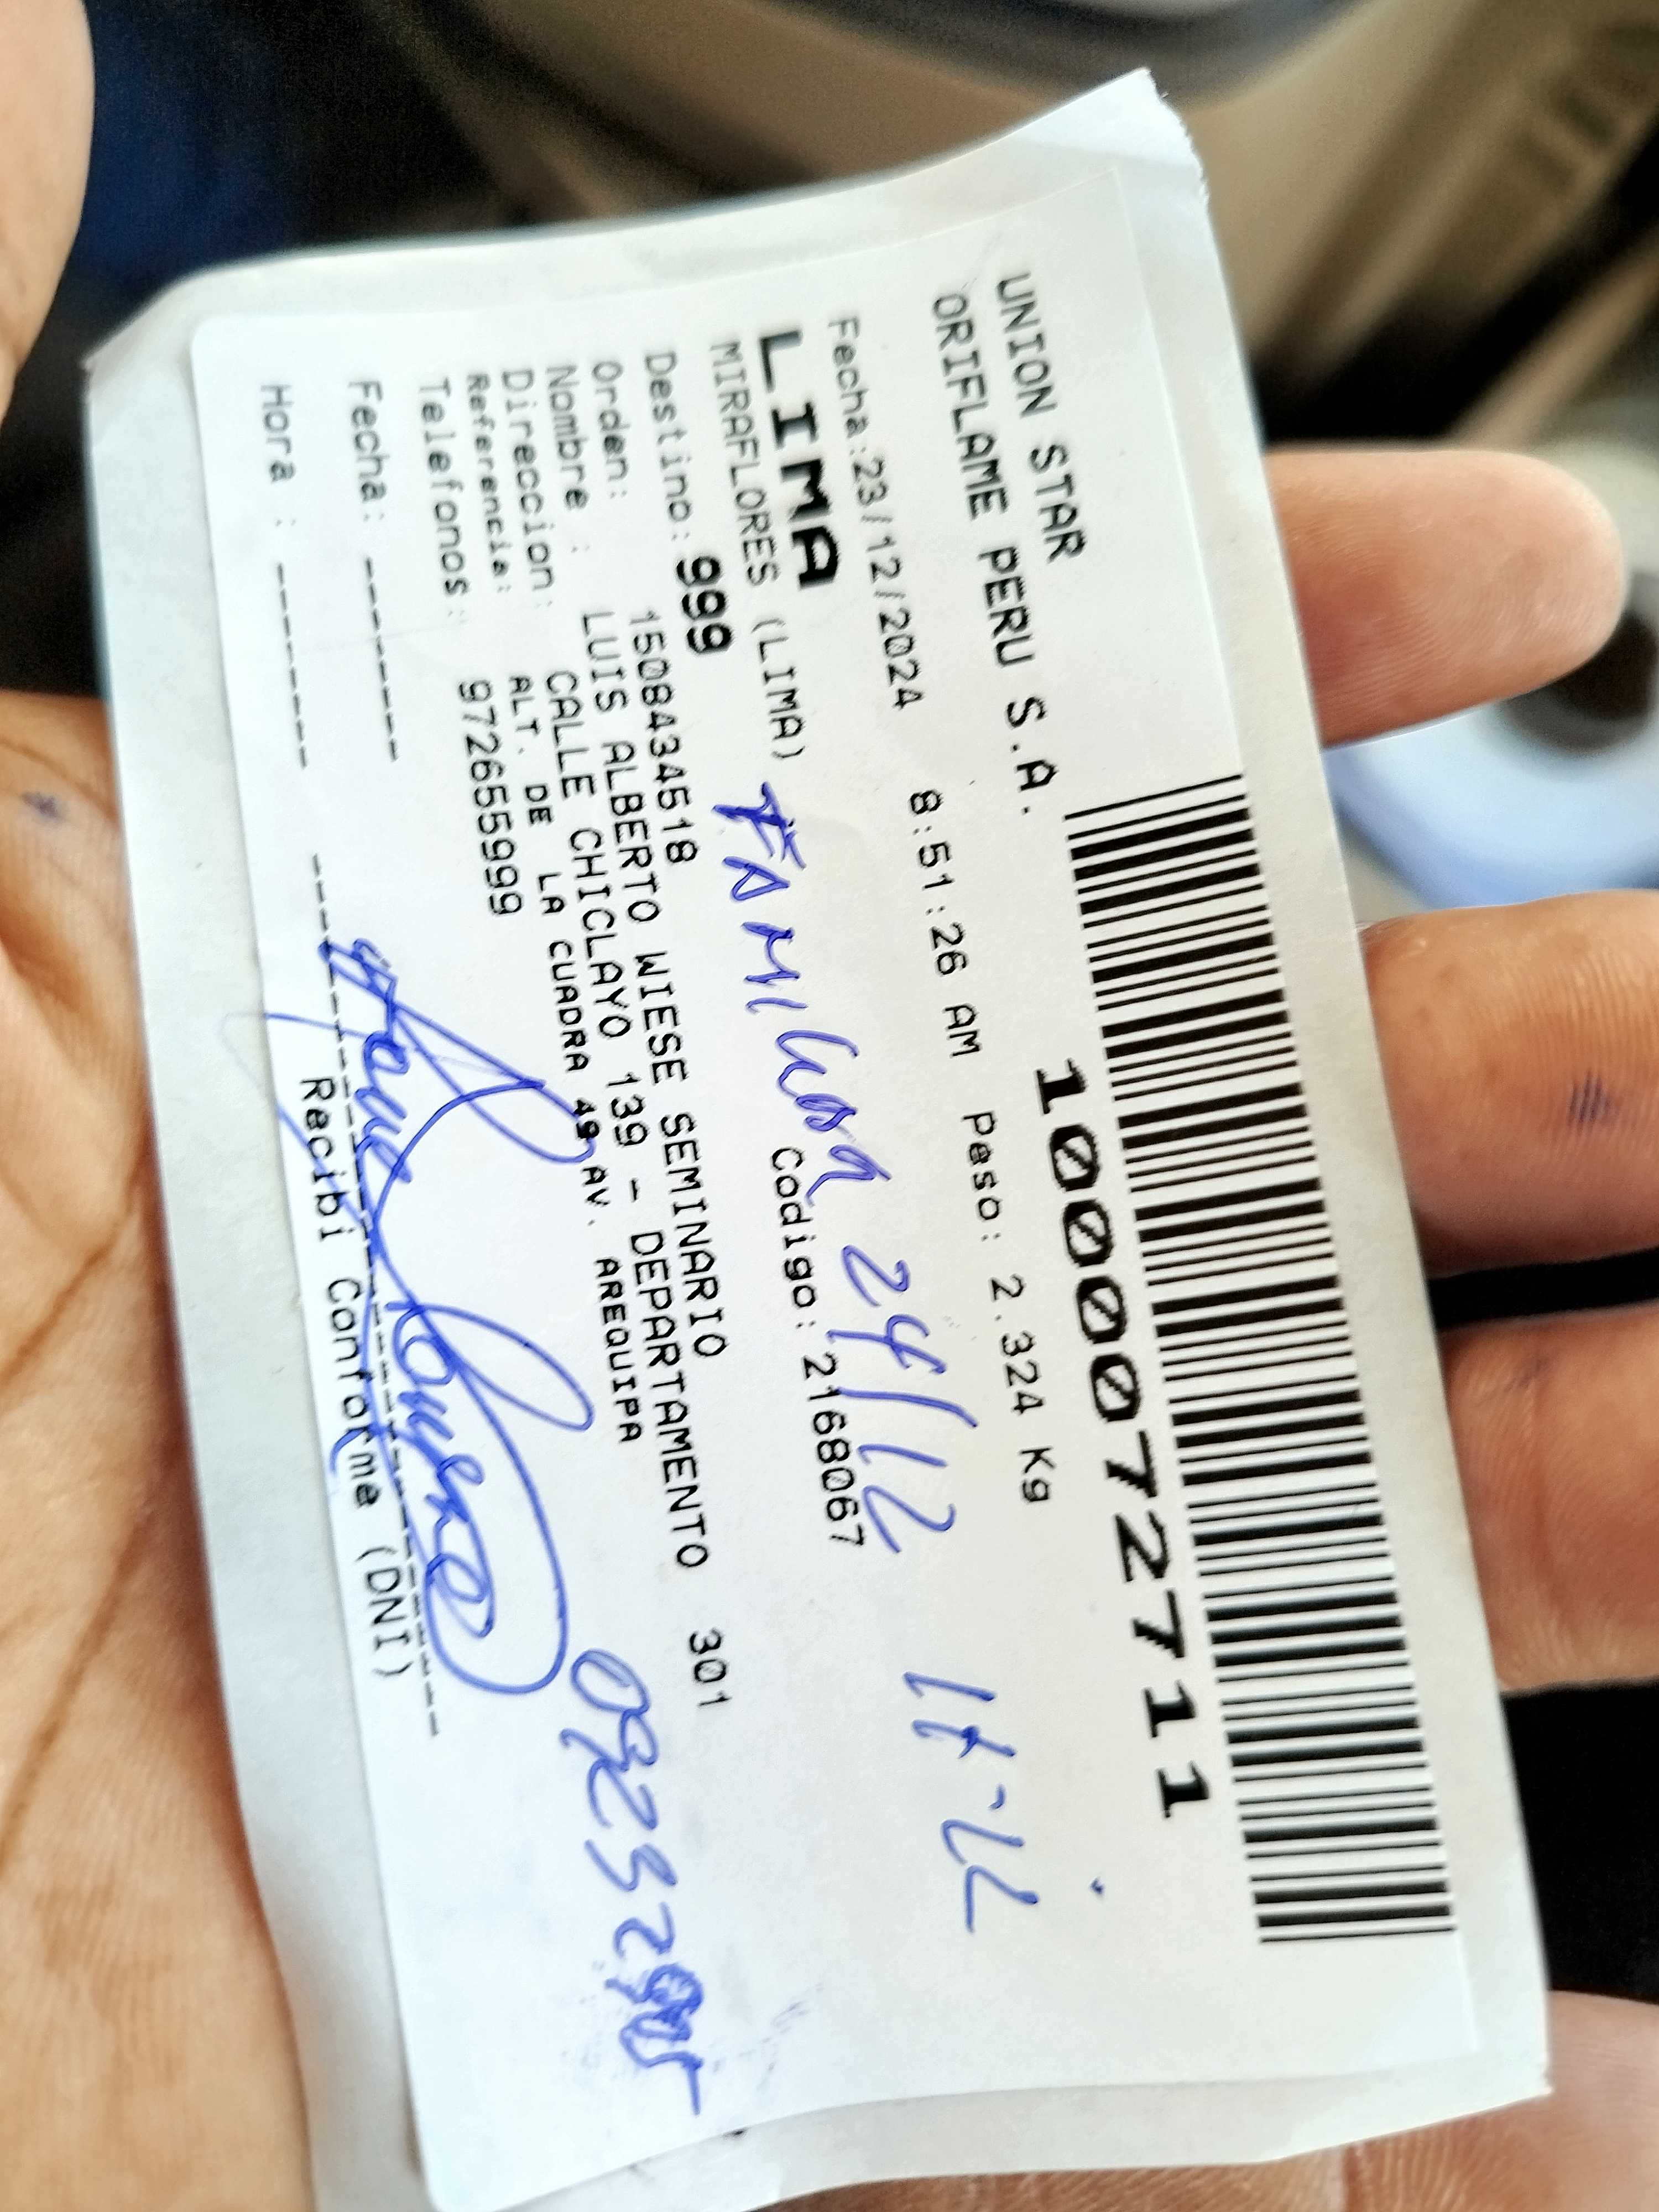 UNION STAR
ORIFLAME PERU S.A.
10000727711
Fecha:23/12/2024 8:51:26 AM Peso: 2.324 Kg
LIMA
MIRAFLORES (LIMA)
24/12
Destino: 999 Codigo: 2168067
Orden: 1508434518
Nombre : LUIS ALBERTO WIESE SEMINARIO
Direccion: CALLE CHICLAYO 139 - DEPARTAMENTO 301
Referencia: ALT. DE LA CUADRA 49 AV. AREQUIPA
Telefonos: 972655999
Fecha: ------
Hora : ------
Recibi Conforme (DNI)